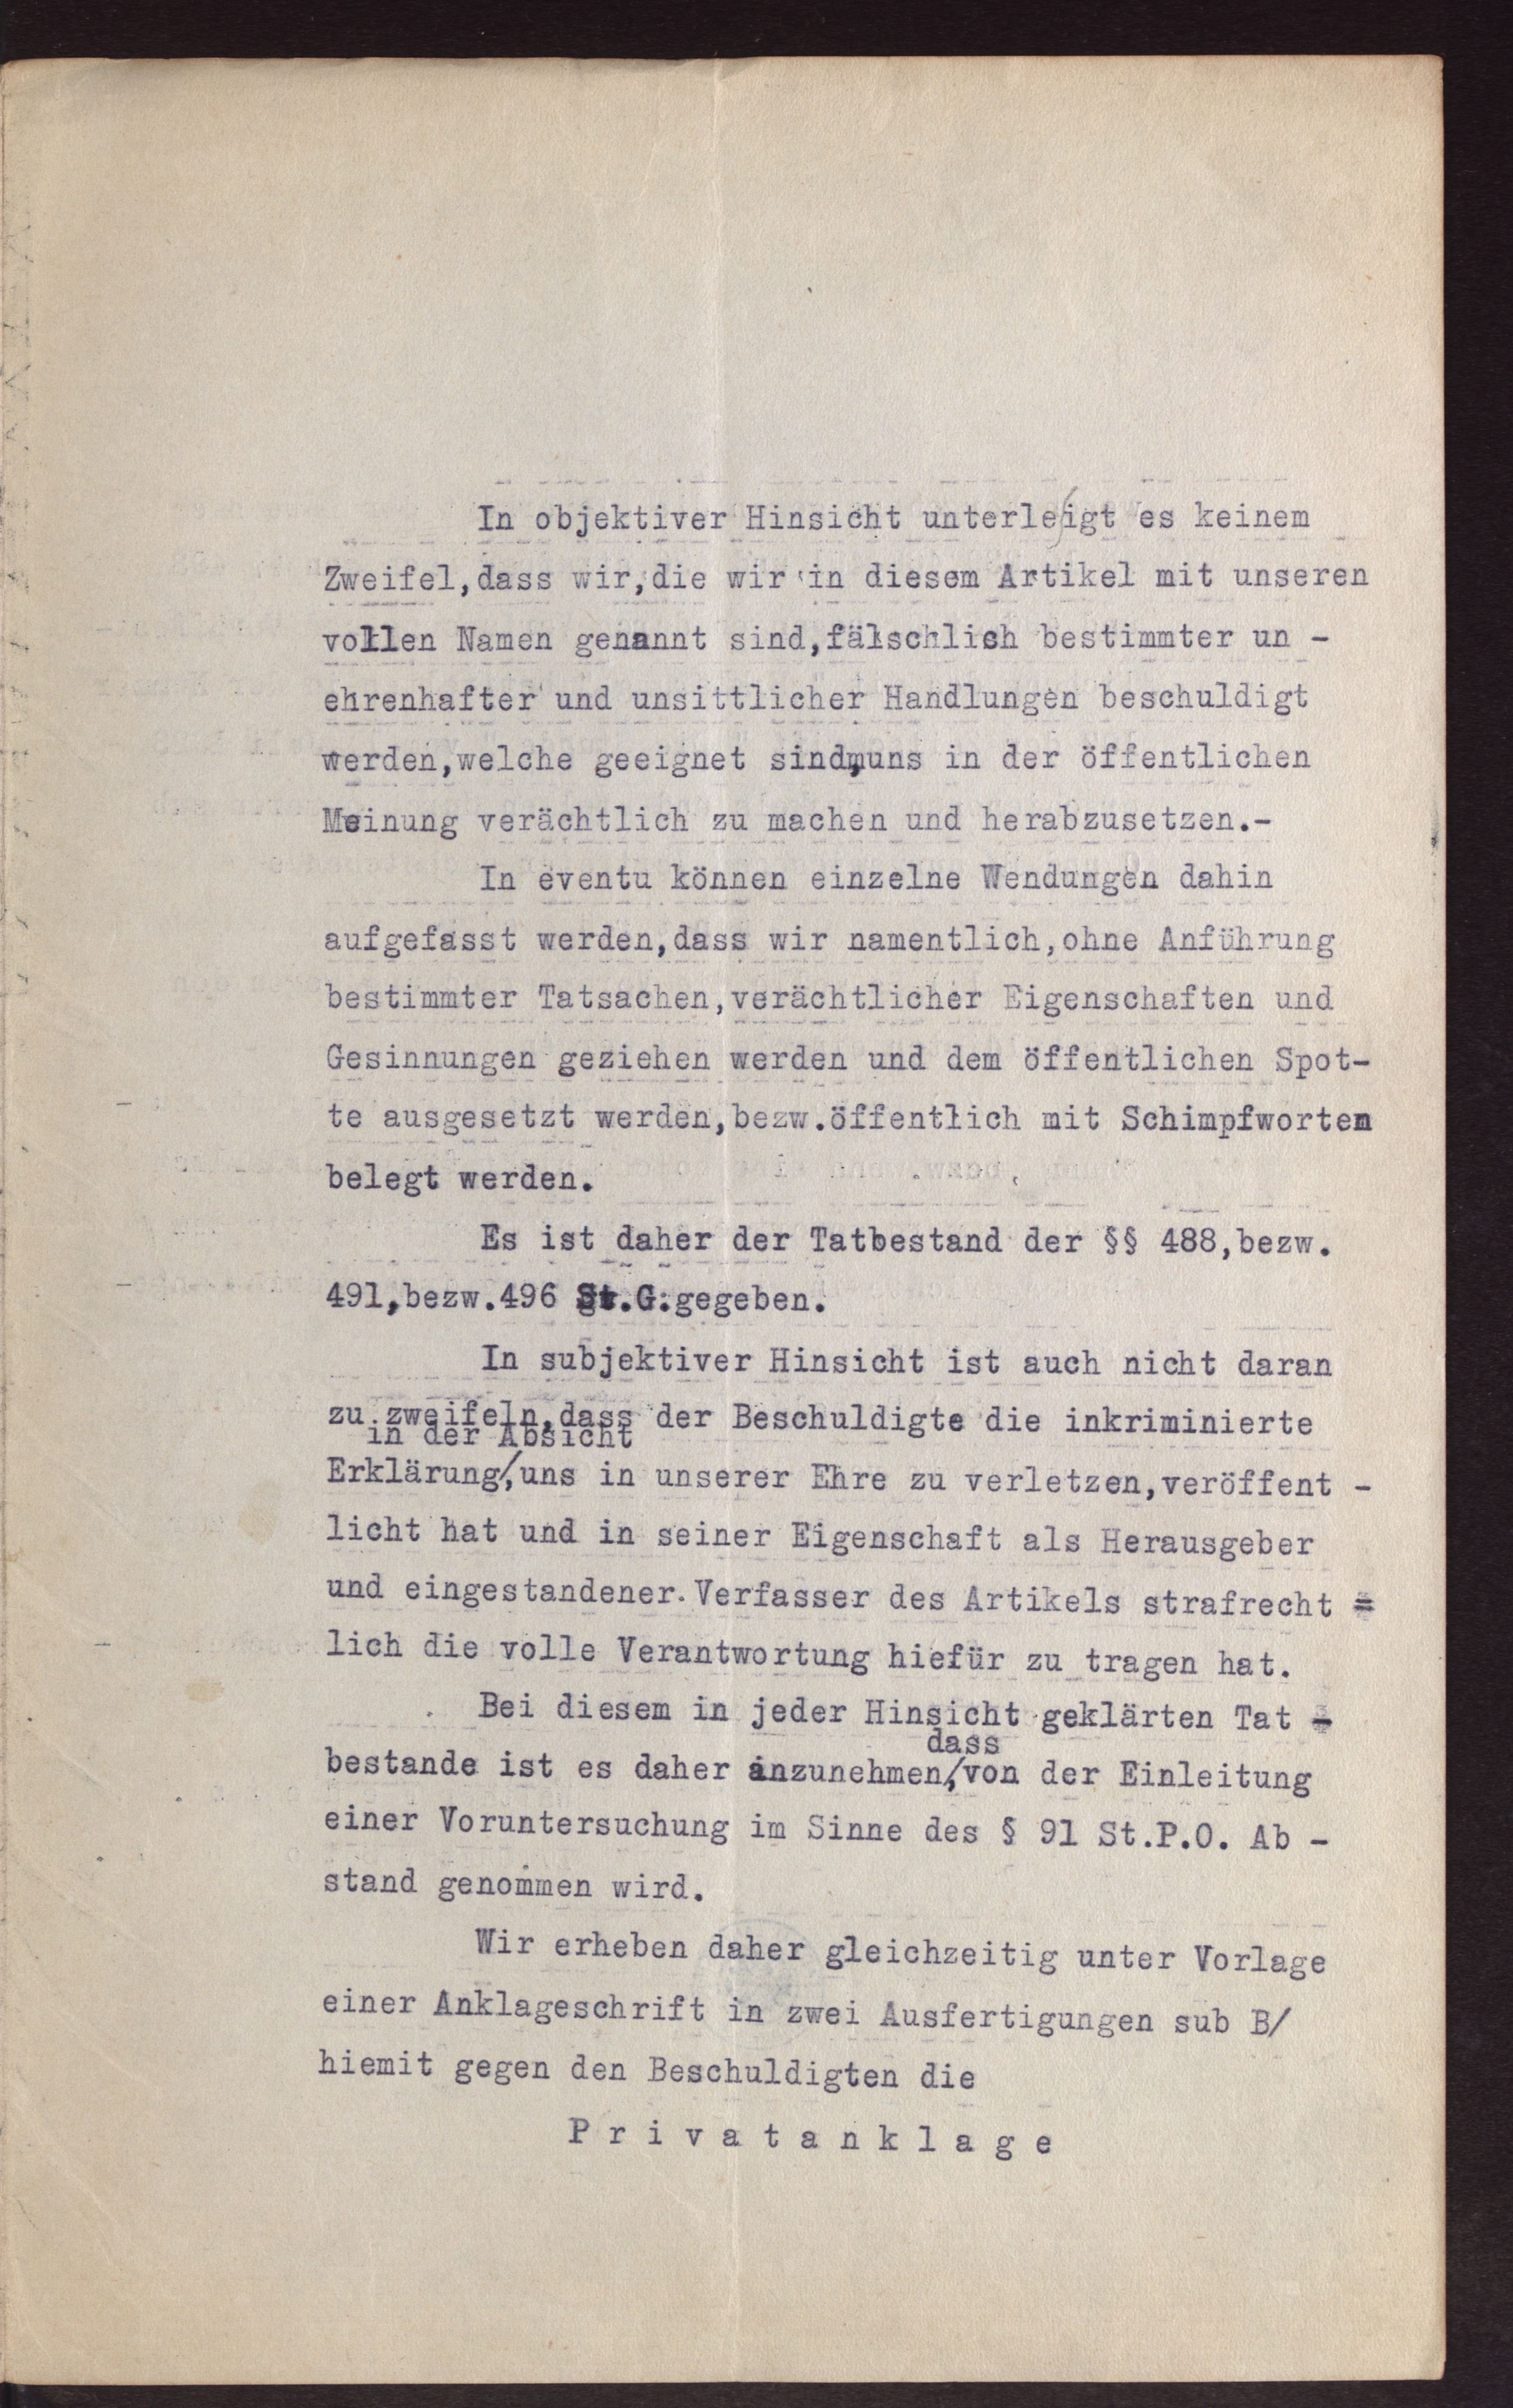 In objektiver Hinsicht unterleigt es keinem
Zweifel,dass wir,die wir in diesem Artikel mit unseren
vollen Namen genannt sind,fälschlich bestimmter un -
ehrenhafter und unsittlicher Handlungen beschuldigt
werden,welche geeignet sind,uns in der öffentlichen
Meinung verächtlich zu machen und herabzusetzen.-
In eventu können einzelne Wendungen dahin
aufgefasst werden,dass wir namentlich,ohne Anführung
bestimmter Tatsachen,verächtlicher Eigenschaften und
Gesinnungen geziehen werden und dem öffentlichen Spot-
te ausgesetzt werden,bezw.öffentlich mit Schimpfworten
belegt werden.
Es ist daher der Tatbestand der §§ 488,bezw.
491,bezw.496 St.G.gegeben.
In subjektiver Hinsicht ist auch nicht daran
zu zweifeln,dass der Beschuldigte die inkriminierte
in der Absicht
Erklärung/,uns in unserer Ehre zu verletzen,veröffent -
licht hat und in seiner Eigenschaft als Herausgeber
und eingestandener Verfasser des Artikels strafrecht =
lich die volle Verantwortung hiefür zu tragen hat.
Bei diesem in jeder Hinsicht geklärten Tat -
dass
bestande ist es daher anzunehmen,/von der Einleitung
einer Voruntersuchung im Sinne des § 91 St.P.O. Ab -
stand genommen wird.
Wir erheben daher gleichzeitig unter Vorlage
einer Anklageschrift in zwei Ausfertigungen sub B/
hiemit gegen den Beschuldigten die
P r i v a t a n k l a g e